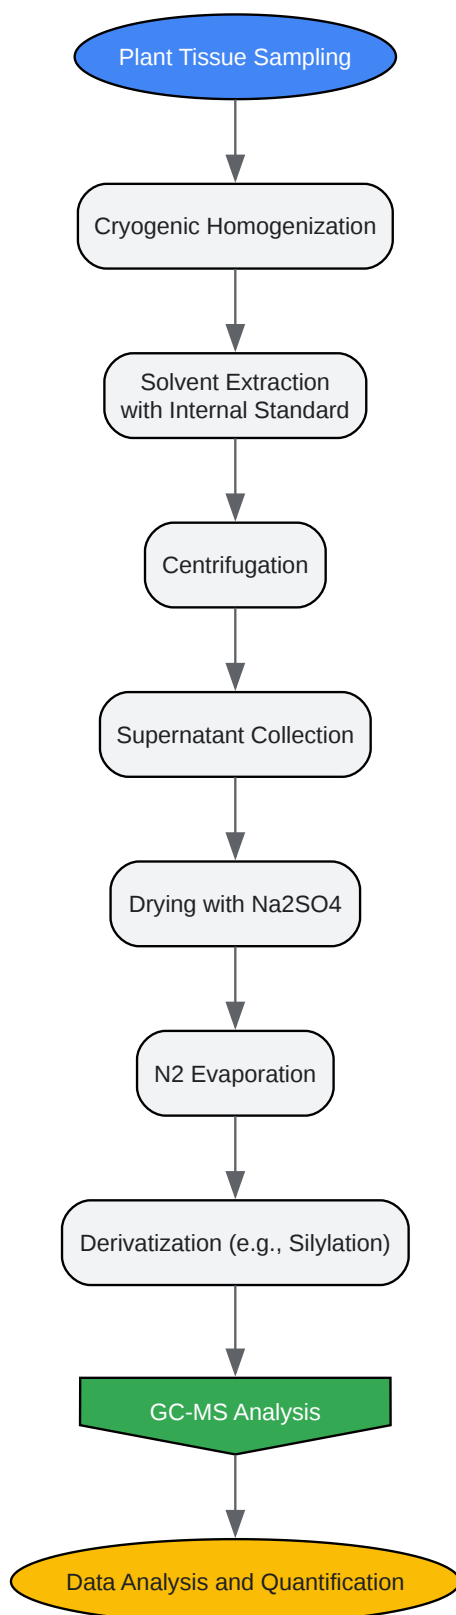 Plant Tissue Sampling
Cryogenic Homogenization
Solvent Extraction
with Internal Standard
Centrifugation
Supernatant Collection
Drying with Na2SO4
N2 Evaporation
Derivatization (e.g., Silylation)
GC-MS Analysis
Data Analysis and Quantification